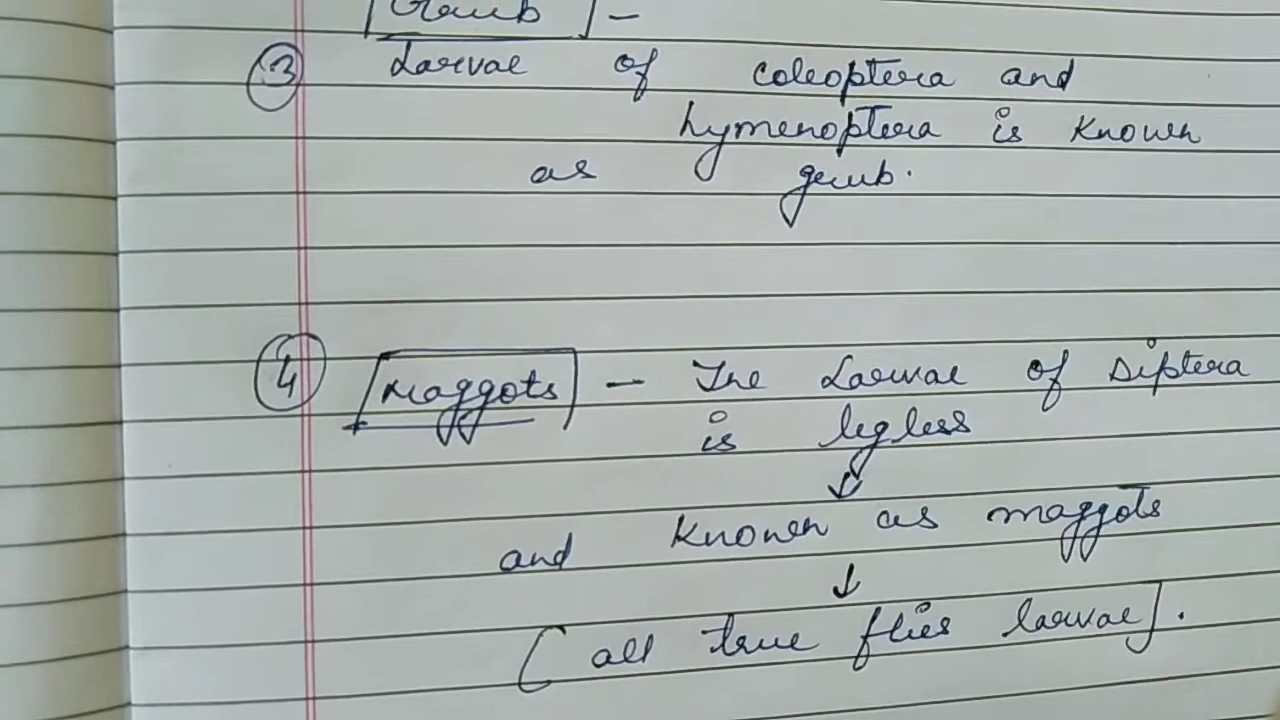 [Grub] -
③ Larvae of coleoptera and
hymenoptera is known
as grub.
④ [Maggots] - The Larvae of Diptera
is legless
↓
and known as maggots
↓
[all true flies larvae].